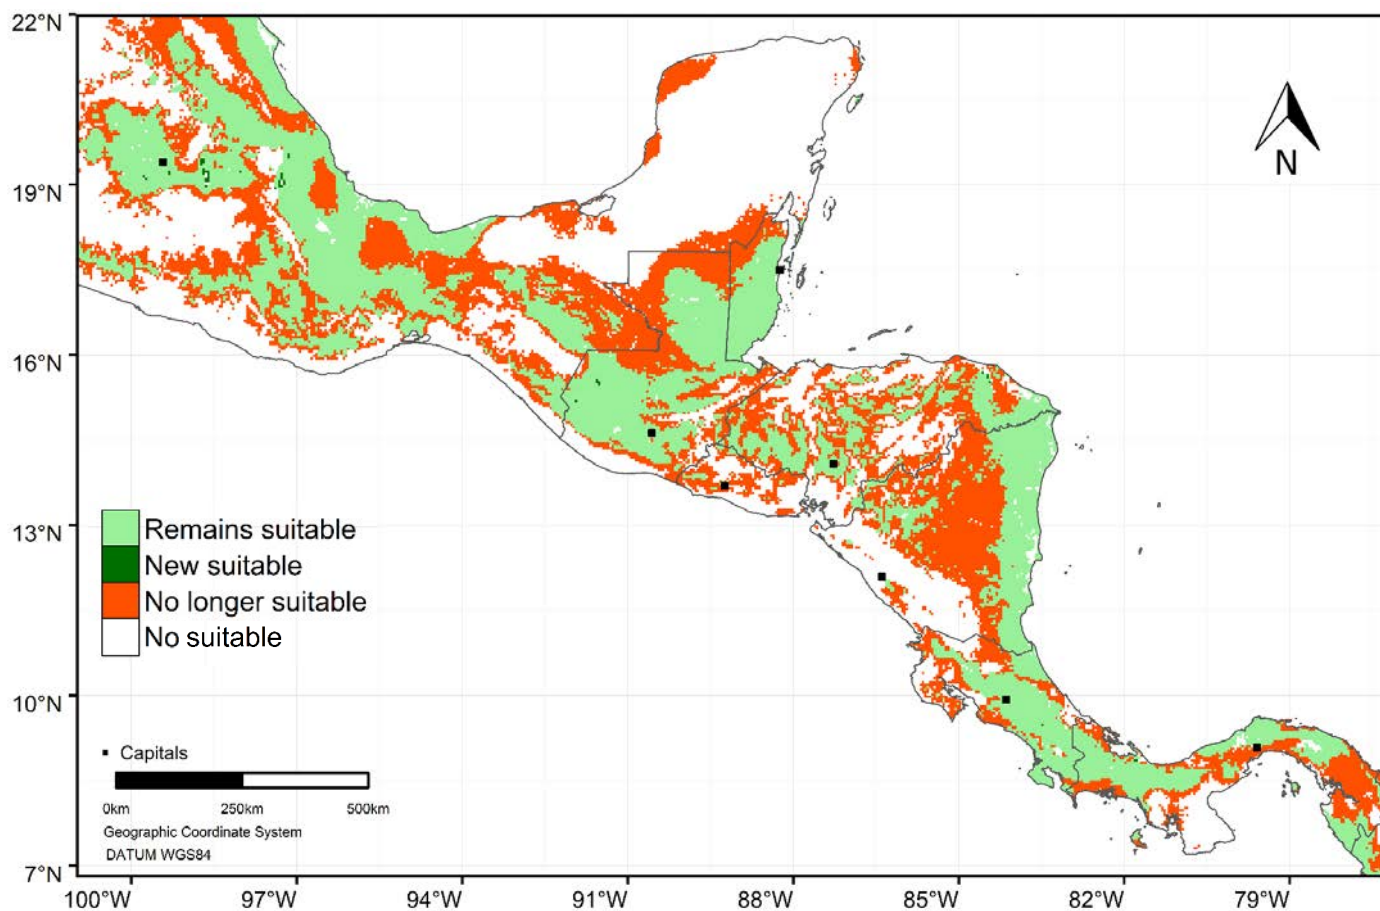 22°N
19°N
16°N
13°N
10°N
7°N
N
Remains suitable
New suitable
No longer suitable
No suitable
Capitals
0km 250km 500km
Geographic Coordinate System
DATUM WGS84
100°W 97°W 94°W 91°W 88°W 85°W 82°W 79°W